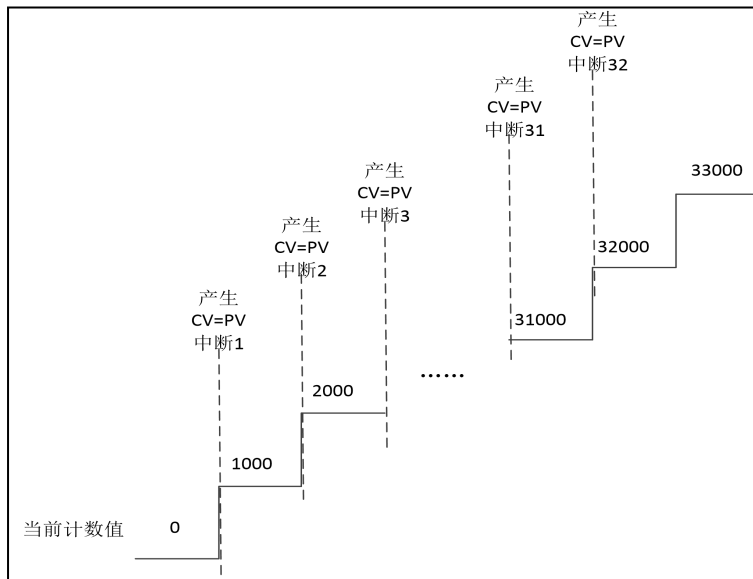 产生
CV=PV
中断32
产生
CV=PV
中断31
33000
产生
CV=PV
中断3
产生
CV=PV
中断2
32000
产生
CV=PV
中断1
31000
……
2000
1000
当前计数值
0